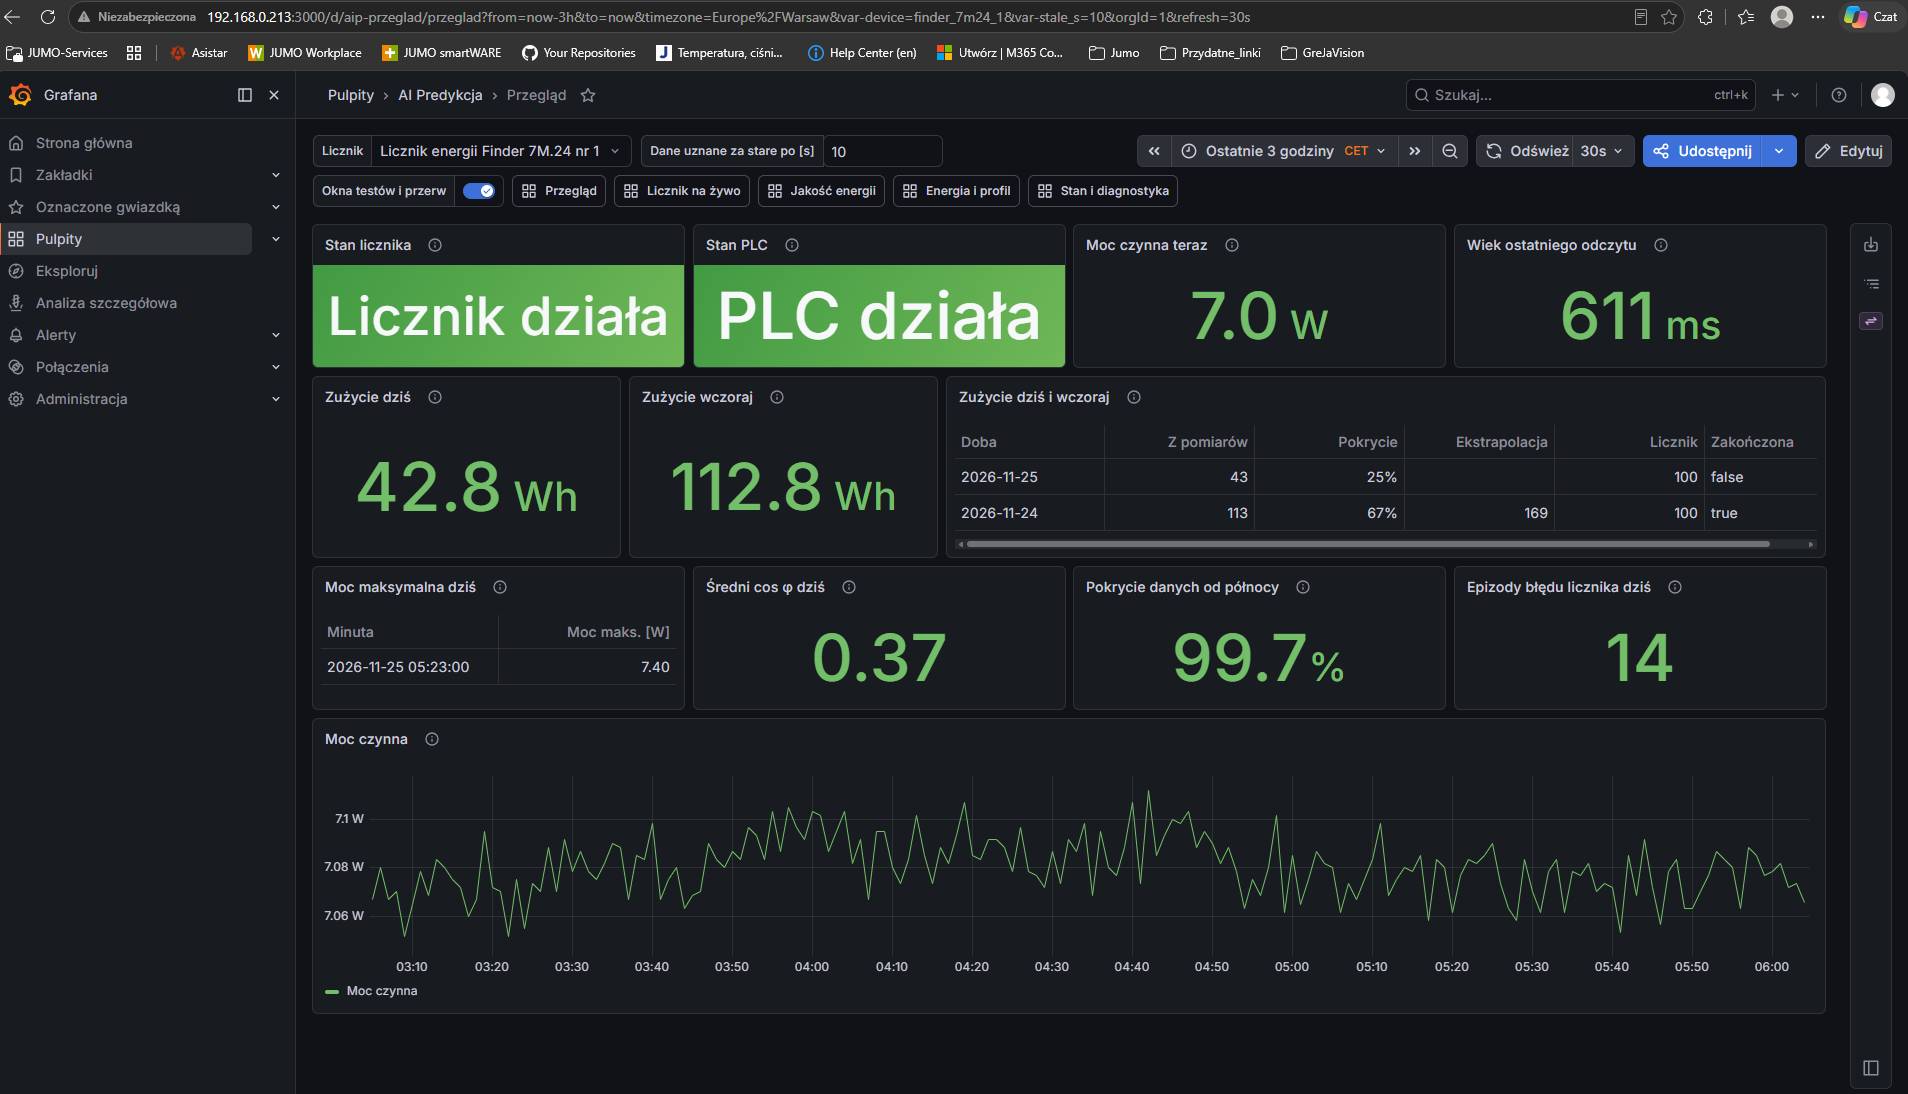 Niezabezpieczona 192.168.0.213:3000/d/aip-przeglad/przeglad?from=now-3h&to=now&timezone=Europe%2FWarsaw&var-device=finder_7m24_1&var-stale_s=10&orgId=1&refresh=30s Czat
JUMO-Services Asistar JUMO Workplace JUMO smartWARE Your Repositories Temperatura, ciśni... Help Center (en) Utwórz | M365 Co... Jumo Przydatne_linki GreJaVision
Grafana
Pulpity › AI Predykcja › Przegląd
Szukaj... ctrl+k
Strona główna
Zakładki
Oznaczone gwiazdką
Pulpity
Eksploruj
Analiza szczegółowa
Alerty
Połączenia
Administracja
Licznik Licznik energii Finder 7M.24 nr 1 Dane uznane za stare po [s] 10
Ostatnie 3 godziny CET Odśwież 30s Udostępnij Edytuj
Okna testów i przerw Przegląd Licznik na żywo Jakość energii Energia i profil Stan i diagnostyka
Stan licznika
Licznik działa
Stan PLC
PLC działa
Moc czynna teraz
7.0 W
Wiek ostatniego odczytu
611 ms
Zużycie dziś
42.8 Wh
Zużycie wczoraj
112.8 Wh
Zużycie dziś i wczoraj
Doba Z pomiarów Pokrycie Ekstrapolacja Licznik Zakończona
2026-11-25 43 25% 100 false
2026-11-24 113 67% 169 100 true
Moc maksymalna dziś
Minuta Moc maks. [W]
2026-11-25 05:23:00 7.40
Średni cos φ dziś
0.37
Pokrycie danych od północy
99.7%
Epizody błędu licznika dziś
14
Moc czynna
7.1 W
7.08 W
7.06 W
03:10 03:20 03:30 03:40 03:50 04:00 04:10 04:20 04:30 04:40 04:50 05:00 05:10 05:20 05:30 05:40 05:50 06:00
Moc czynna